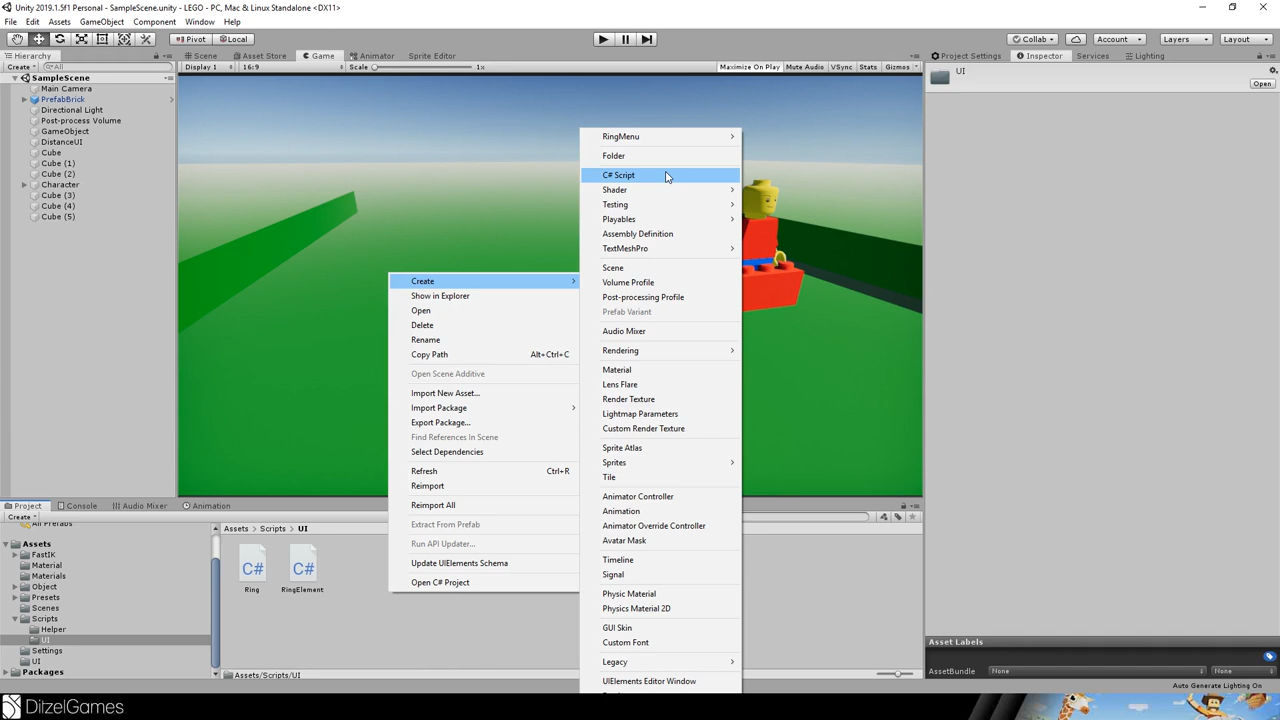 Unity 2019.1.5f1 Personal - SampleScene.unity - LEGO - PC, Mac & Linux Standalone <DX11>
File Edit Assets GameObject Component Window Help
Pivot Local Collab Account Layers Layout
Hierarchy Scene Asset Store Game Animator Sprite Editor Project Settings Inspector Services Lighting
Create All Display 1 16:9 Scale 1x Maximize On Play Mute Audio VSync Stats Gizmos
UI
Open
SampleScene
Main Camera
PrefabBrick
Directional Light
Post-process Volume
GameObject
DistanceUI
Cube
Cube (1)
Cube (2)
Character
Cube (3)
Cube (4)
Cube (5)
Create
Show in Explorer
Open
Delete
Rename
Copy Path Alt+Ctrl+C
Open Scene Additive
Import New Asset...
Import Package
Export Package...
Find References In Scene
Select Dependencies
Refresh Ctrl+R
Reimport
Reimport All
Extract From Prefab
Run API Updater...
Update UIElements Schema
Open C# Project
RingMenu
Folder
C# Script
Shader
Testing
Playables
Assembly Definition
TextMeshPro
Scene
Volume Profile
Post-processing Profile
Prefab Variant
Audio Mixer
Rendering
Material
Lens Flare
Render Texture
Lightmap Parameters
Custom Render Texture
Sprite Atlas
Sprites
Tile
Animator Controller
Animation
Animator Override Controller
Avatar Mask
Timeline
Signal
Physic Material
Physics Material 2D
GUI Skin
Custom Font
Legacy
UIElements Editor Window
Project Console Audio Mixer Animation
Create
All Prefabs
Assets
FastIK
Material
Materials
Object
Presets
Scenes
Scripts
Helper
UI
Settings
UI
Packages
Assets Scripts UI
C# C#
Ring RingElement
Assets/Scripts/UI
Asset Labels
AssetBundle None None
Auto Generate Lighting On
DitzelGames